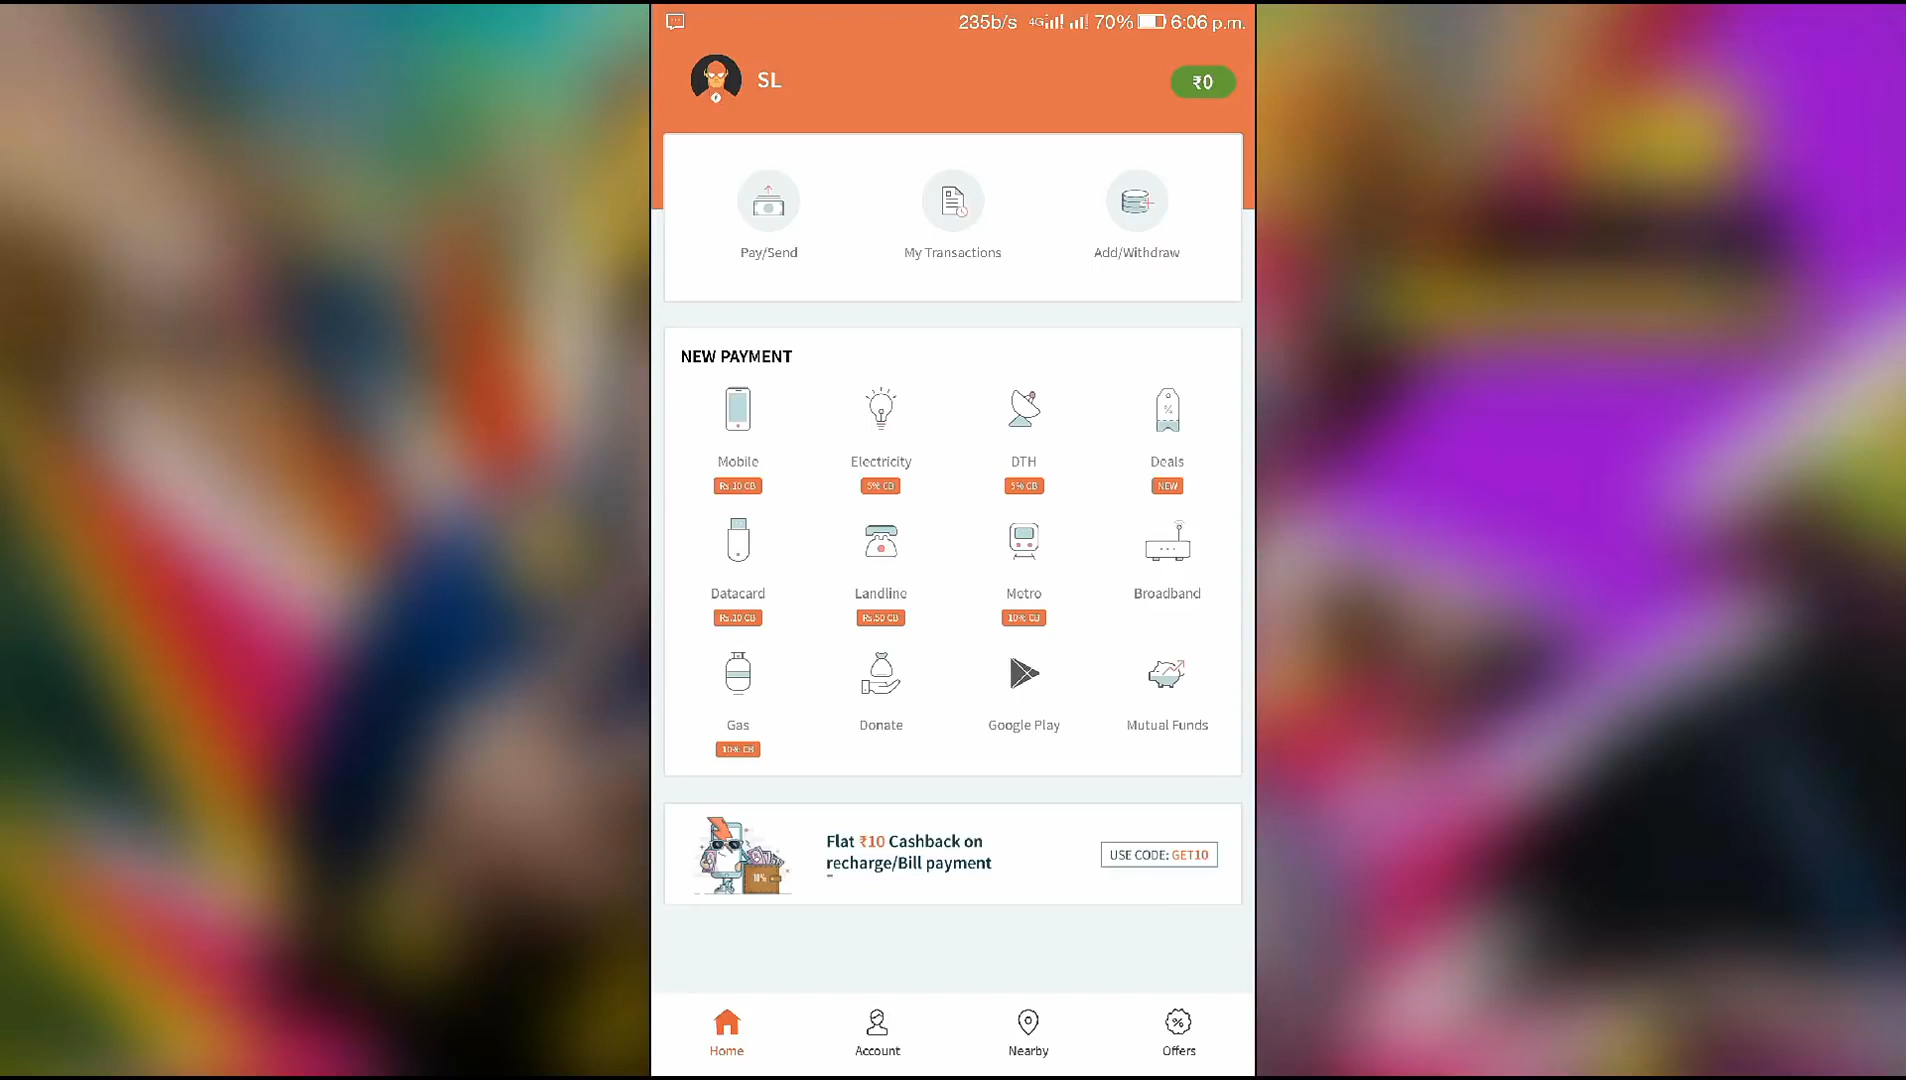 235b/s 4G 70% 6:06 p.m.
SL
₹0
Pay/Send My Transactions Add/Withdraw
NEW PAYMENT
Mobile Electricity DTH Deals
Rs.10 CB 5% CB 5% CB NEW
Datacard Landline Metro Broadband
Rs.10 CB Rs.50 CB 10% CB
Gas Donate Google Play Mutual Funds
10% CB
Flat ₹10 Cashback on
recharge/Bill payment
USE CODE: GET10
10%
Home Account Nearby Offers